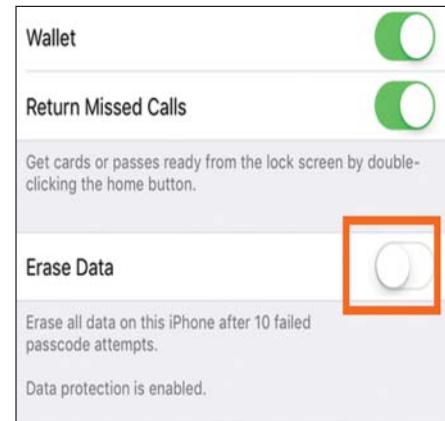 Wallet
Return Missed Calls
Get cards or passes ready from the lock screen by double-
clicking the home button.
Erase Data
Erase all data on this iPhone after 10 failed
passcode attempts.
Data protection is enabled.